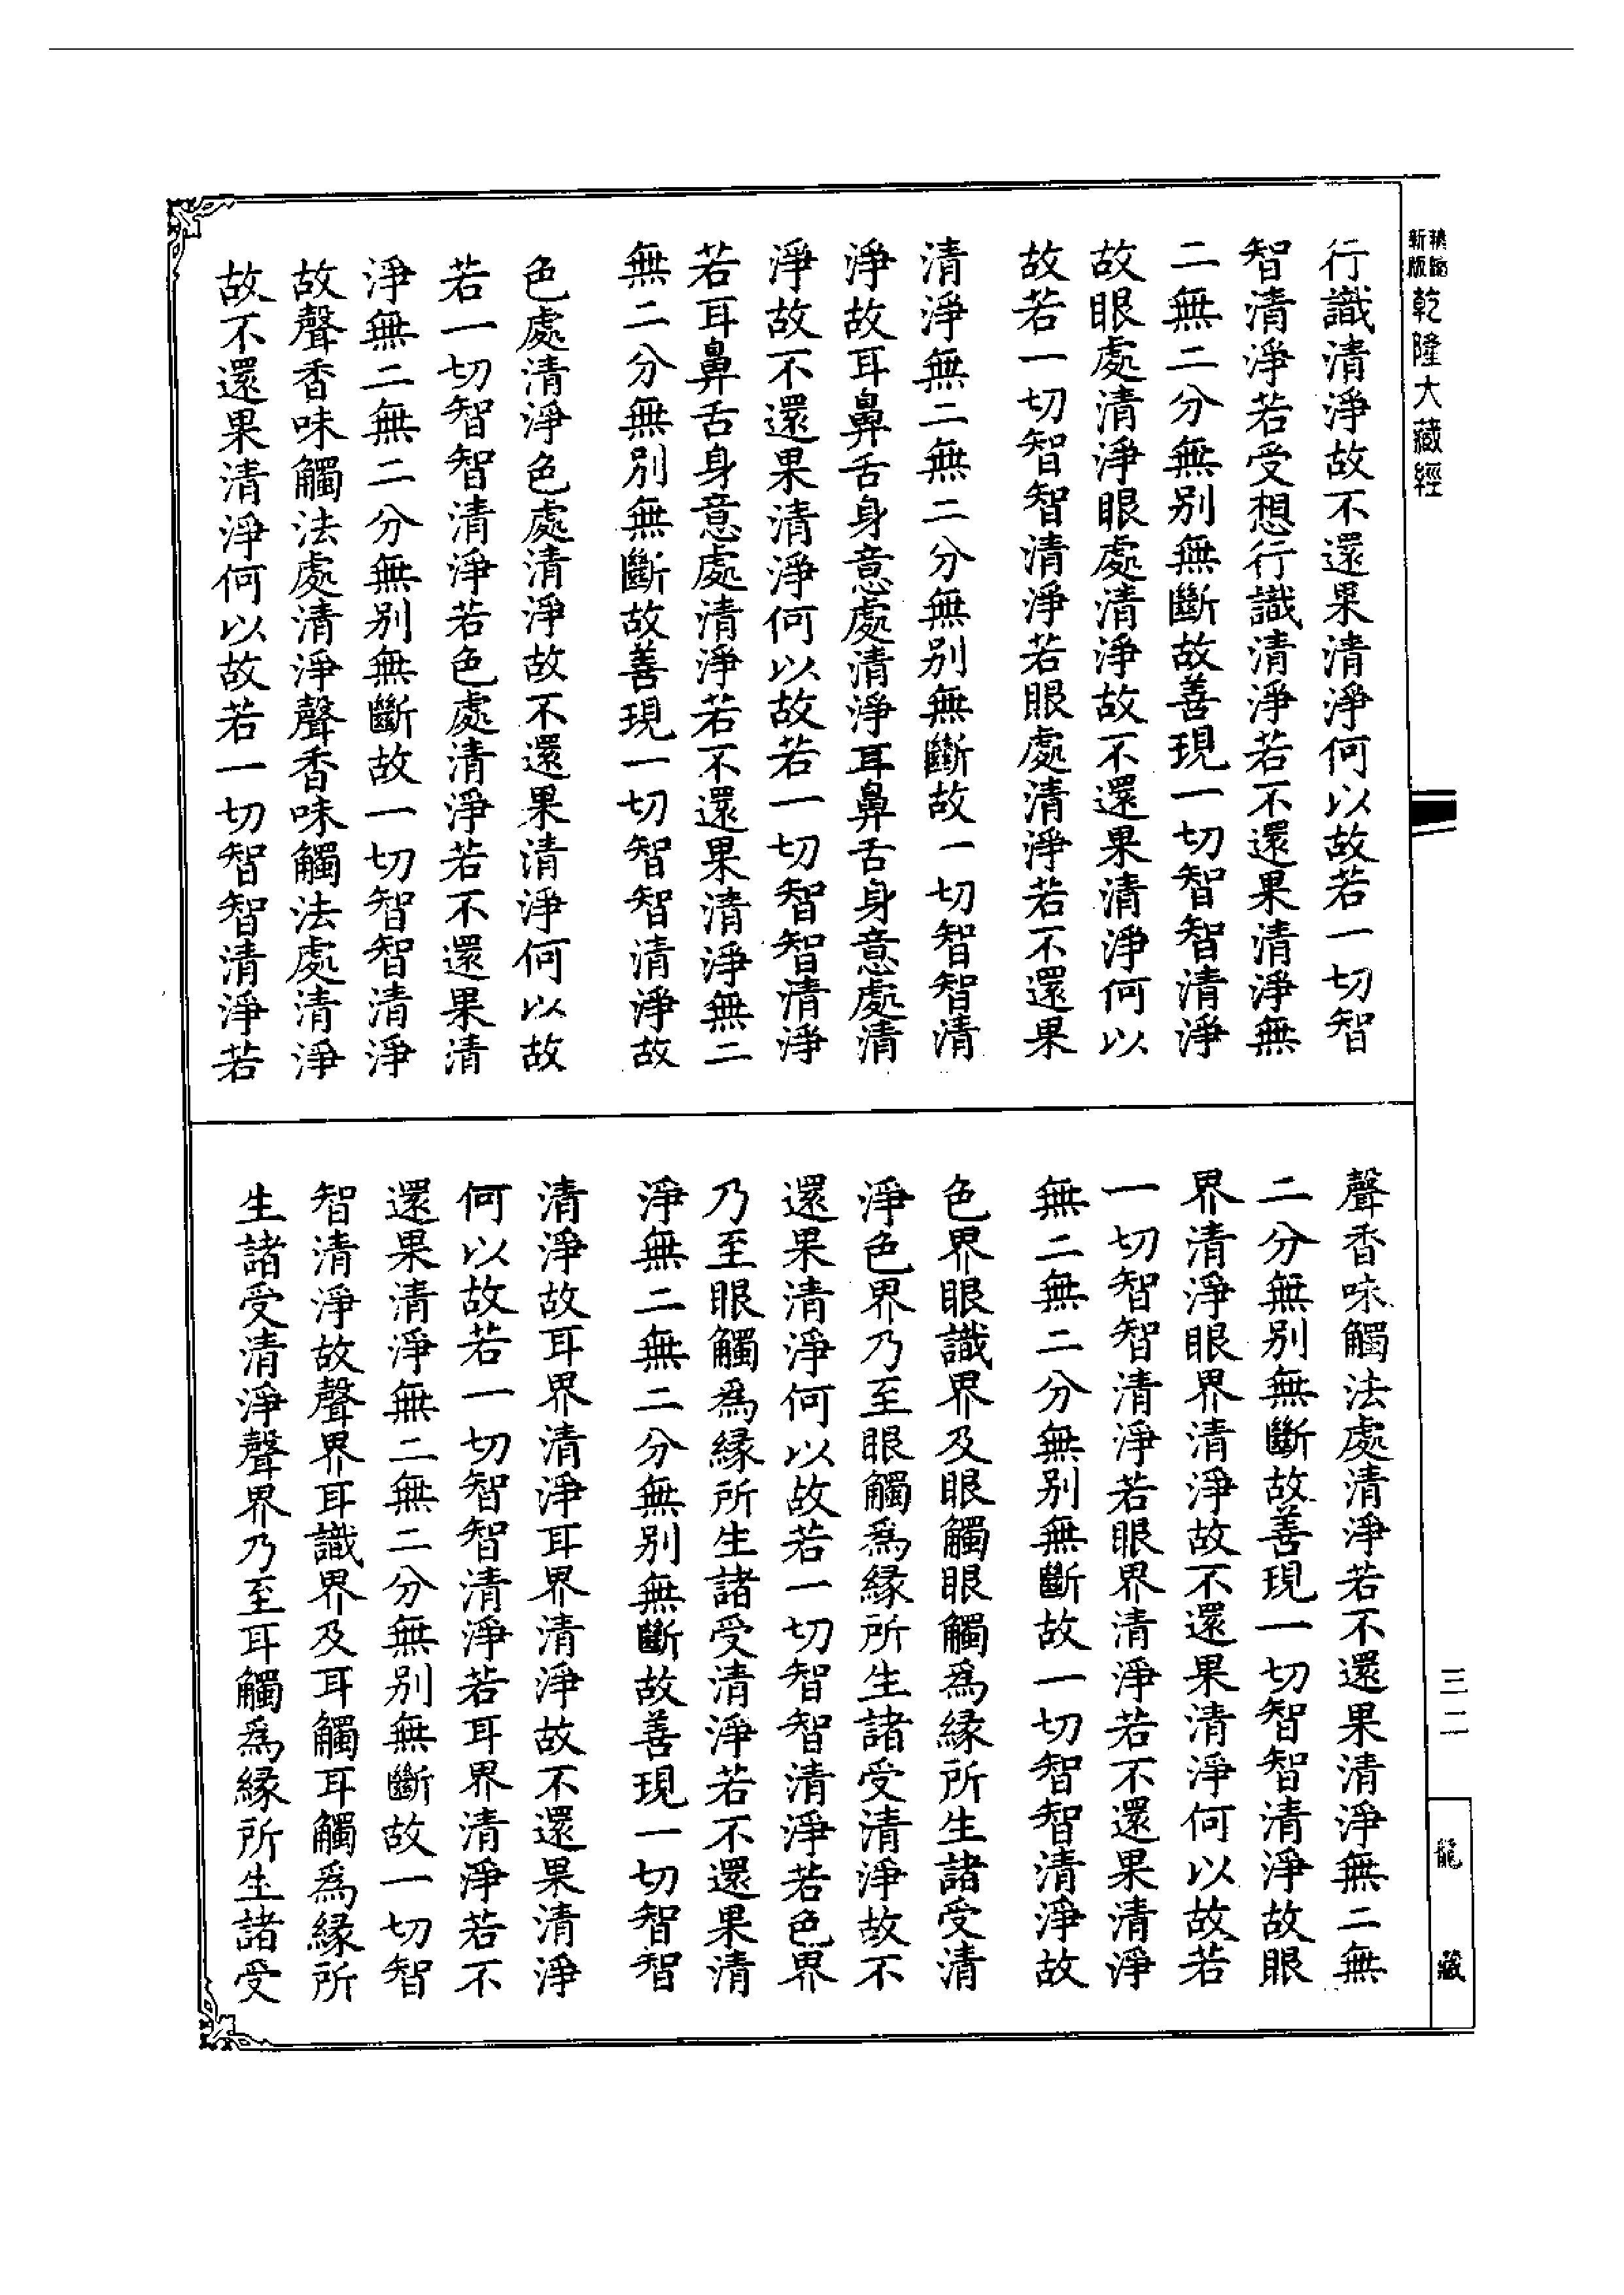 新版
乾隆大藏經
行識清淨故不還果清淨何以故若一切智
智清淨若受想行識清淨若不還果清淨無
二無二分無別無斷故善現一切智智清淨
故眼處清淨眼處清淨故不還果清淨何以
故若一切智智清淨若眼處清淨若不還果
清淨無二無二分無別無斷故一切智智清
淨故耳鼻舌身意處清淨耳鼻舌身意處清
淨故不還果清淨何以故若一切智智清淨
若耳鼻舌身意處清淨若不還果清淨無二
無二分無別無斷故善現一切智智清淨故
色處清淨色處清淨故不還果清淨何以故
若一切智智清淨若色處清淨若不還果清
淨無二無二分無別無斷故一切智智清淨
故聲香味觸法處清淨聲香味觸法處清淨
故不還果清淨何以故若一切智智清淨若
聲香味觸法處清淨若不還果清淨無二無
二分無別無斷故善現一切智智清淨故眼
界清淨眼界清淨故不還果清淨何以故若
一切智智清淨若眼界清淨若不還果清淨
無二無二分無別無斷故一切智智清淨故
色界眼識界及眼觸眼觸為緣所生諸受清
淨色界乃至眼觸為緣所生諸受清淨故不
還果清淨何以故若一切智智清淨若色界
乃至眼觸為緣所生諸受清淨若不還果清
淨無二無二分無別無斷故善現一切智智
清淨故耳界清淨耳界清淨故不還果清淨
何以故若一切智智清淨若耳界清淨若不
還果清淨無二無二分無別無斷故一切智
智清淨故聲界耳識界及耳觸耳觸為緣所
生諸受清淨聲界乃至耳觸為緣所生諸受
三二
龍藏